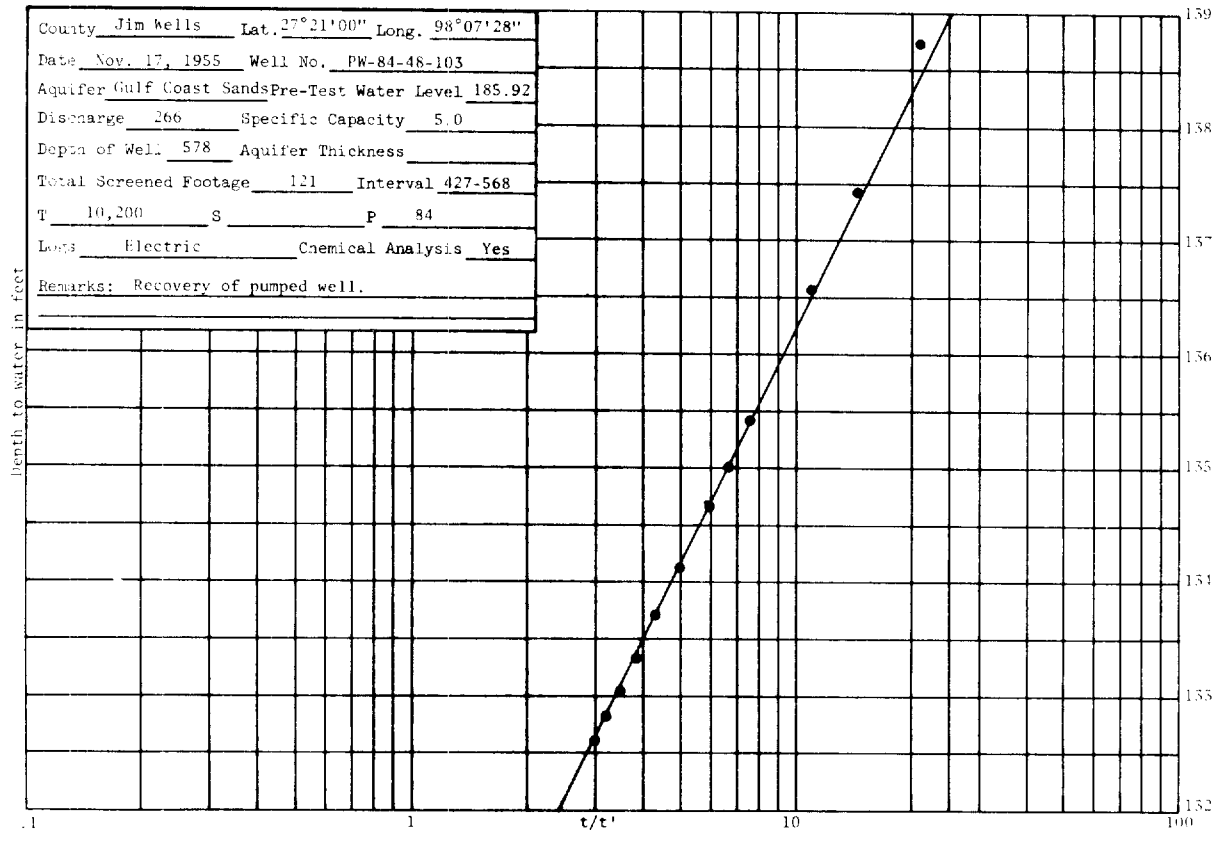 County Jim Wells Lat. 27°21'00" Long. 98°07'28"
Date Nov. 17, 1955 Well No. PW-84-48-103
Aquifer Gulf Coast Sands Pre-Test Water Level 185.92
Discharge 266 Specific Capacity 5.0
Depth of Well 578 Aquifer Thickness
Total Screened Footage 121 Interval 427-568
T 10,200 S P 84
Logs Electric Chemical Analysis Yes
Remarks: Recovery of pumped well.
Depth to water in feet
139
138
137
136
135
134
133
132
.1
1
t/t'
10
100